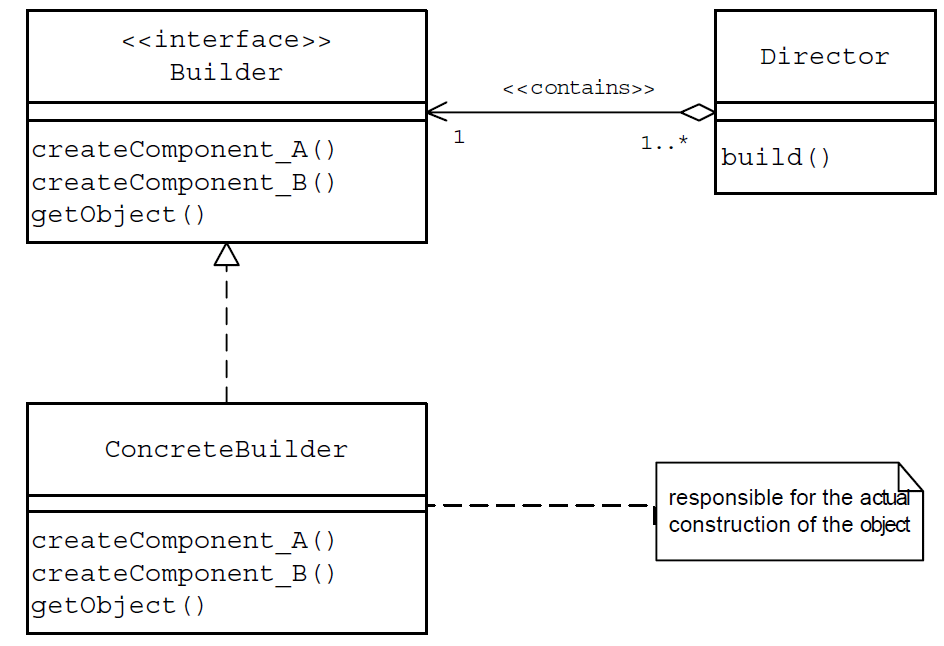 <<interface>>
Builder
createComponent_A()
createComponent_B()
getObject()
<<contains>>
1
1..*
Director
build()
ConcreteBuilder
createComponent_A()
createComponent_B()
getObject()
responsible for the actual
construction of the object